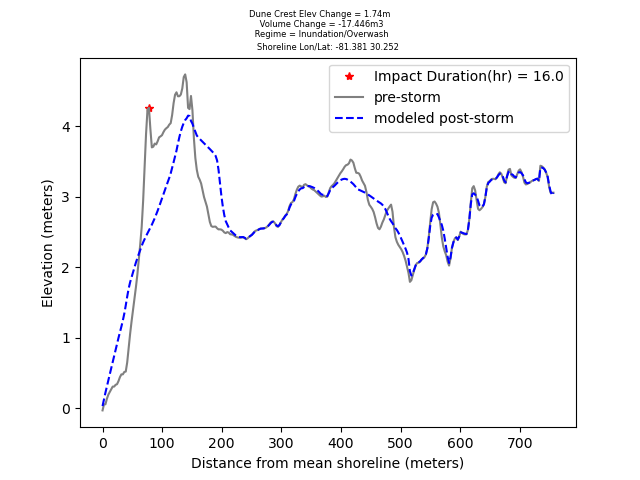 Dune Crest Elev Change = 1.74m
Volume Change = -17.446m3
Regime = Inundation/Overwash
Shoreline Lon/Lat: -81.381 30.252
Impact Duration(hr) = 16.0
pre-storm
modeled post-storm
Elevation (meters)
4
3
2
1
0
0 100 200 300 400 500 600 700
Distance from mean shoreline (meters)